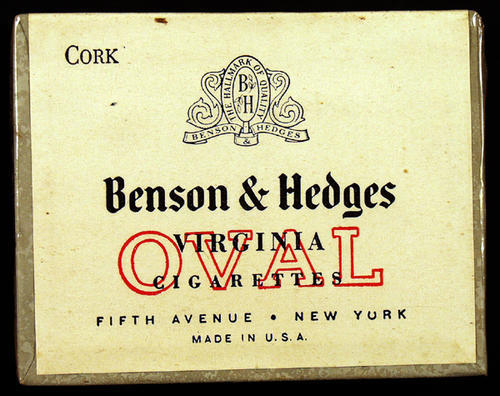 CORK
THE HALLMARK OF QUALITY
B H
BENSON & HEDGES
Benson & Hedges
VIRGINIA
OVAL
CIGARETTES
FIFTH AVENUE • NEW YORK
MADE IN U.S.A.